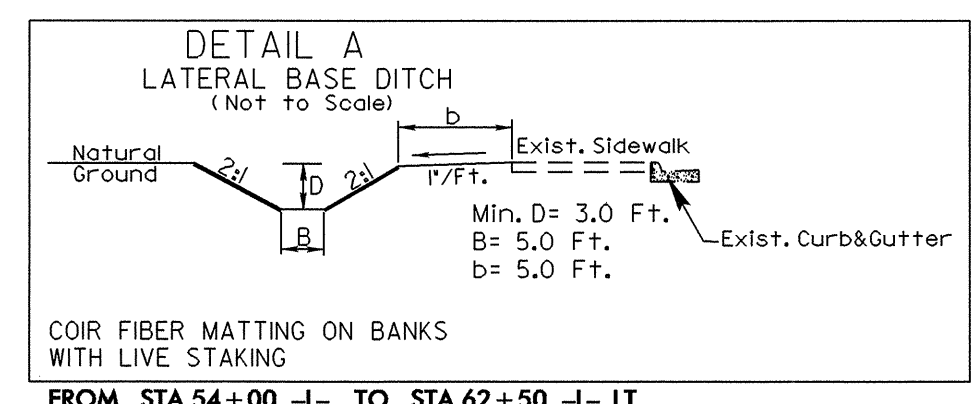 DETAIL A
LATERAL BASE DITCH
(Not to Scale)
b
Natural
Ground
2:1
D
2:1
1"/Ft.
Exist. Sidewalk
B
Min. D= 3.0 Ft.
B= 5.0 Ft.
b= 5.0 Ft.
Exist. Curb&Gutter
COIR FIBER MATTING ON BANKS
WITH LIVE STAKING
FROM STA.54+00 -L- TO STA.62+50 -L- LT